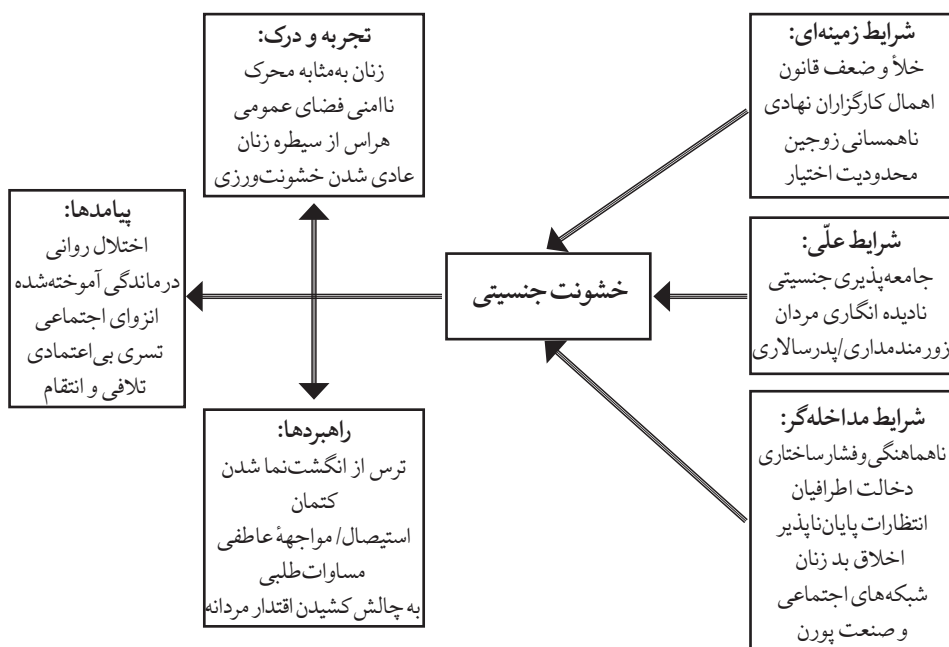 شرایط زمینه‌ای:
خلأ و ضعف قانون
اهمال کارگزاران نهادی
ناهمسانی زوجین
محدودیت اختیار
شرایط علّی:
جامعه‌پذیری جنسیتی
نادیده انگاری مردان
زورمندمداری/پدرسالاری
شرایط مداخله‌گر:
ناهماهنگی و فشار ساختاری
دخالت اطرافیان
انتظارات پایان‌ناپذیر
اخلاق بد زنان
شبکه‌های اجتماعی
و صنعت پورن
خشونت جنسیتی
تجربه و درک:
زنان به‌مثابه محرک
ناامنی فضای عمومی
هراس از سیطره زنان
عادی شدن خشونت‌ورزی
راهبردها:
ترس از انگشت‌نما شدن
کتمان
استیصال/ مواجههٔ عاطفی
مساوات‌طلبی
به چالش کشیدن اقتدار مردانه
پیامدها:
اختلال روانی
درماندگی آموخته‌شده
انزوای اجتماعی
تسری بی‌اعتمادی
تلافی و انتقام